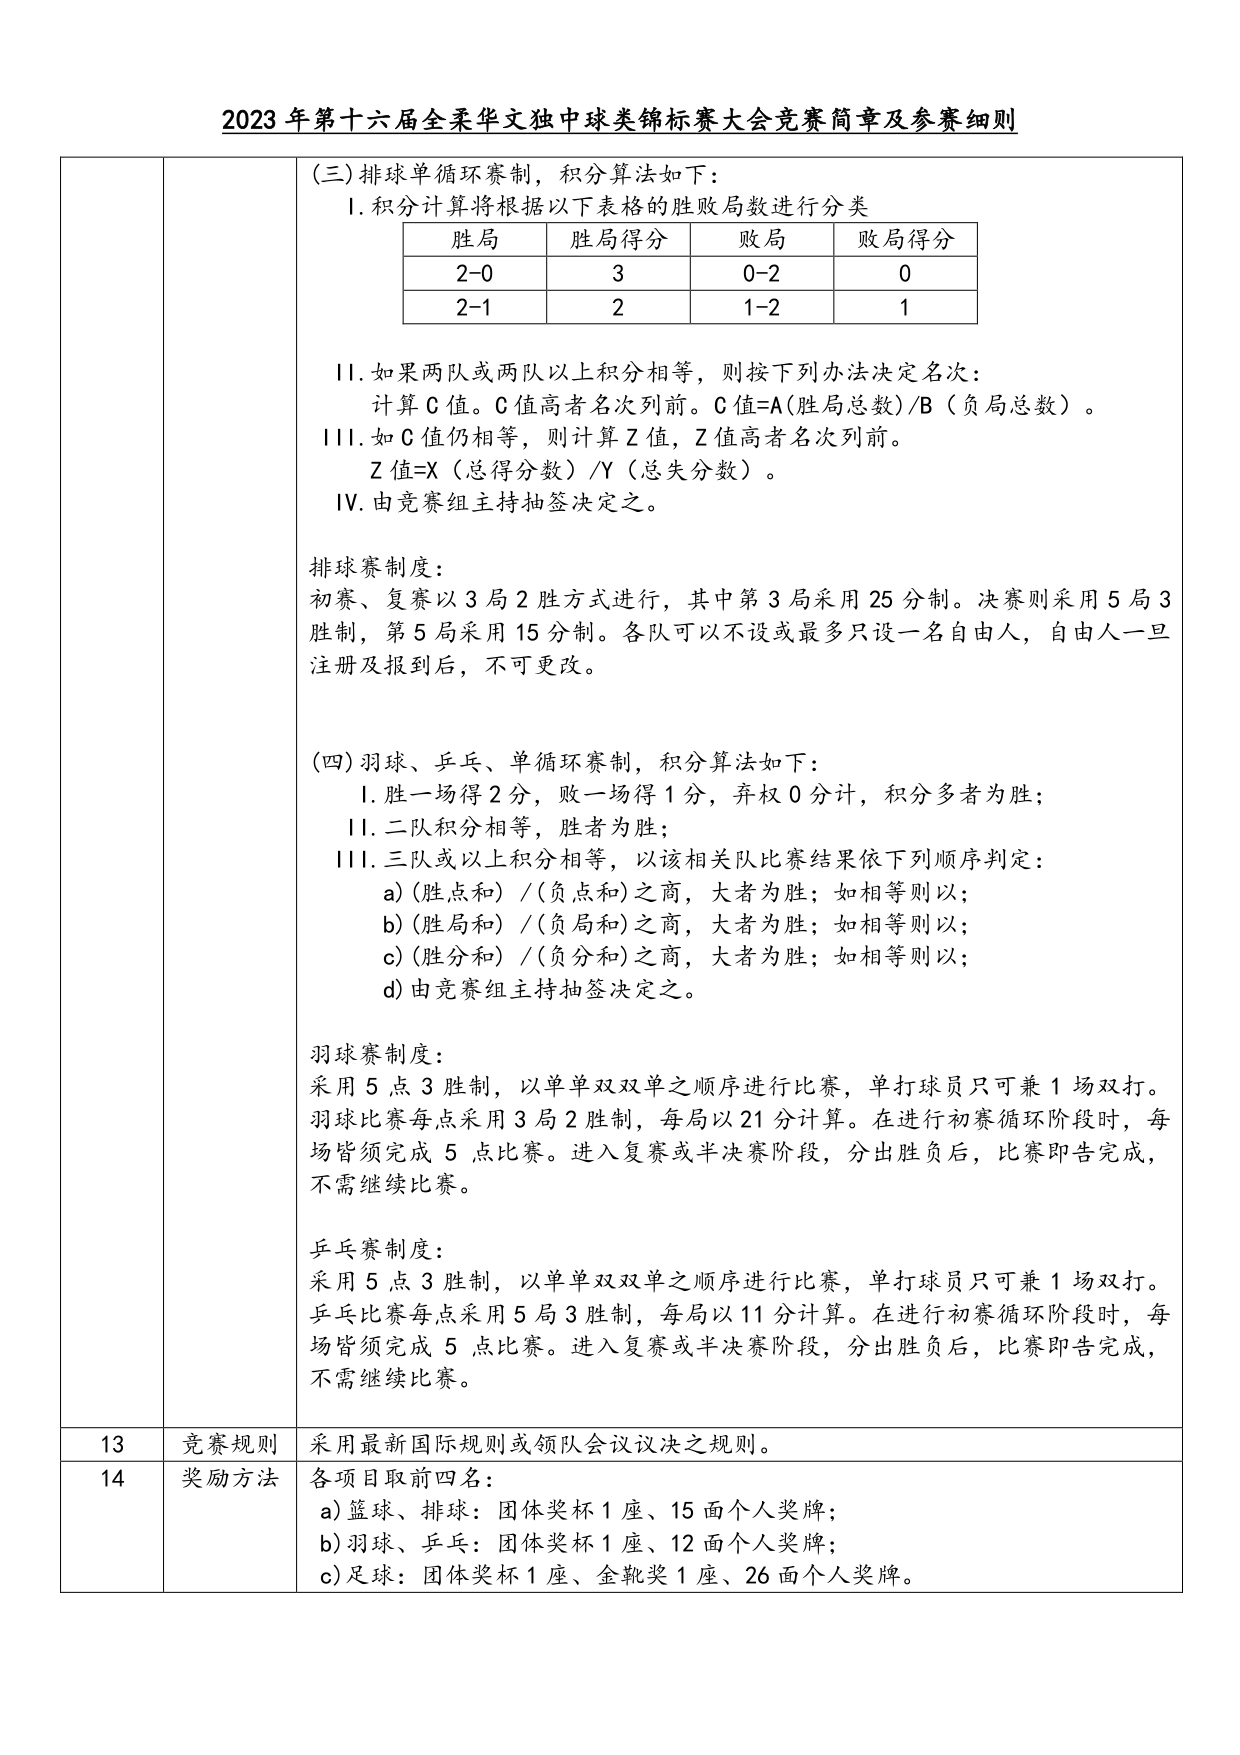 2023 年第十六届全柔华文独中球类锦标赛大会竞赛简章及参赛细则
(三)排球单循环赛制，积分算法如下：
I.积分计算将根据以下表格的胜败局数进行分类
胜局 胜局得分 败局 败局得分
2-0 3 0-2 0
2-1 2 1-2 1
II.如果两队或两队以上积分相等，则按下列办法决定名次：
计算 C 值。C 值高者名次列前。C 值=A(胜局总数)/B（负局总数）。
III.如 C 值仍相等，则计算 Z 值，Z 值高者名次列前。
Z 值=X（总得分数）/Y（总失分数）。
IV.由竞赛组主持抽签决定之。
排球赛制度：
初赛、复赛以 3 局 2 胜方式进行，其中第 3 局采用 25 分制。决赛则采用 5 局 3
胜制，第 5 局采用 15 分制。各队可以不设或最多只设一名自由人，自由人一旦
注册及报到后，不可更改。
(四)羽球、乒乓、单循环赛制，积分算法如下：
I.胜一场得 2 分，败一场得 1 分，弃权 0 分计，积分多者为胜；
II.二队积分相等，胜者为胜；
III.三队或以上积分相等，以该相关队比赛结果依下列顺序判定：
a)(胜点和) /(负点和)之商，大者为胜；如相等则以；
b)(胜局和) /(负局和)之商，大者为胜；如相等则以；
c)(胜分和) /(负分和)之商，大者为胜；如相等则以；
d)由竞赛组主持抽签决定之。
羽球赛制度：
采用 5 点 3 胜制，以单单双双单之顺序进行比赛，单打球员只可兼 1 场双打。
羽球比赛每点采用 3 局 2 胜制，每局以 21 分计算。在进行初赛循环阶段时，每
场皆须完成 5 点比赛。进入复赛或半决赛阶段，分出胜负后，比赛即告完成，
不需继续比赛。
乒乓赛制度：
采用 5 点 3 胜制，以单单双双单之顺序进行比赛，单打球员只可兼 1 场双打。
乒乓比赛每点采用 5 局 3 胜制，每局以 11 分计算。在进行初赛循环阶段时，每
场皆须完成 5 点比赛。进入复赛或半决赛阶段，分出胜负后，比赛即告完成，
不需继续比赛。
13 竞赛规则 采用最新国际规则或领队会议议决之规则。
14 奖励方法 各项目取前四名：
a)篮球、排球：团体奖杯 1 座、15 面个人奖牌；
b)羽球、乒乓：团体奖杯 1 座、12 面个人奖牌；
c)足球：团体奖杯 1 座、金靴奖 1 座、26 面个人奖牌。